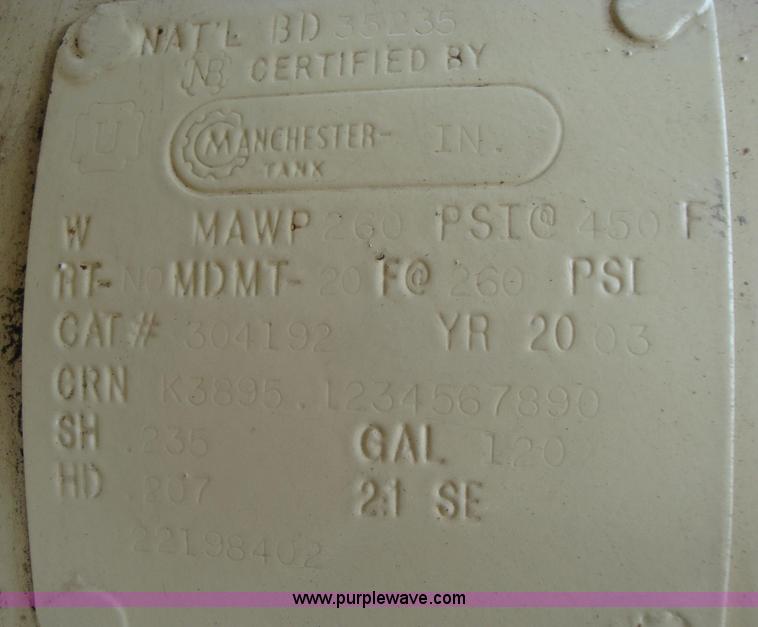 NAT'L BD 35235
NB CERTIFIED BY
U
MANCHESTER- IN.
TANK
W MAWP 260 PSI@ 450 F
RT-NO MDMT-20 F@ 260 PSI
CAT.# 304192 YR 2003
CRN K3895.1234567890
SH .235 GAL 120
HD .207 2:1 SE
22198402
www.purplewave.com